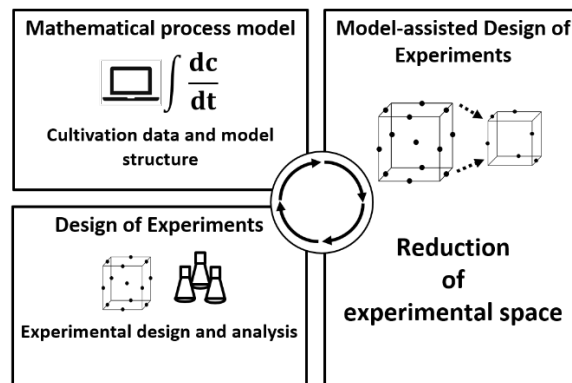 Mathematical process model
∫ dc
dt
Cultivation data and model
structure
Design of Experiments
Experimental design and analysis
Model-assisted Design of
Experiments
Reduction
of
experimental space